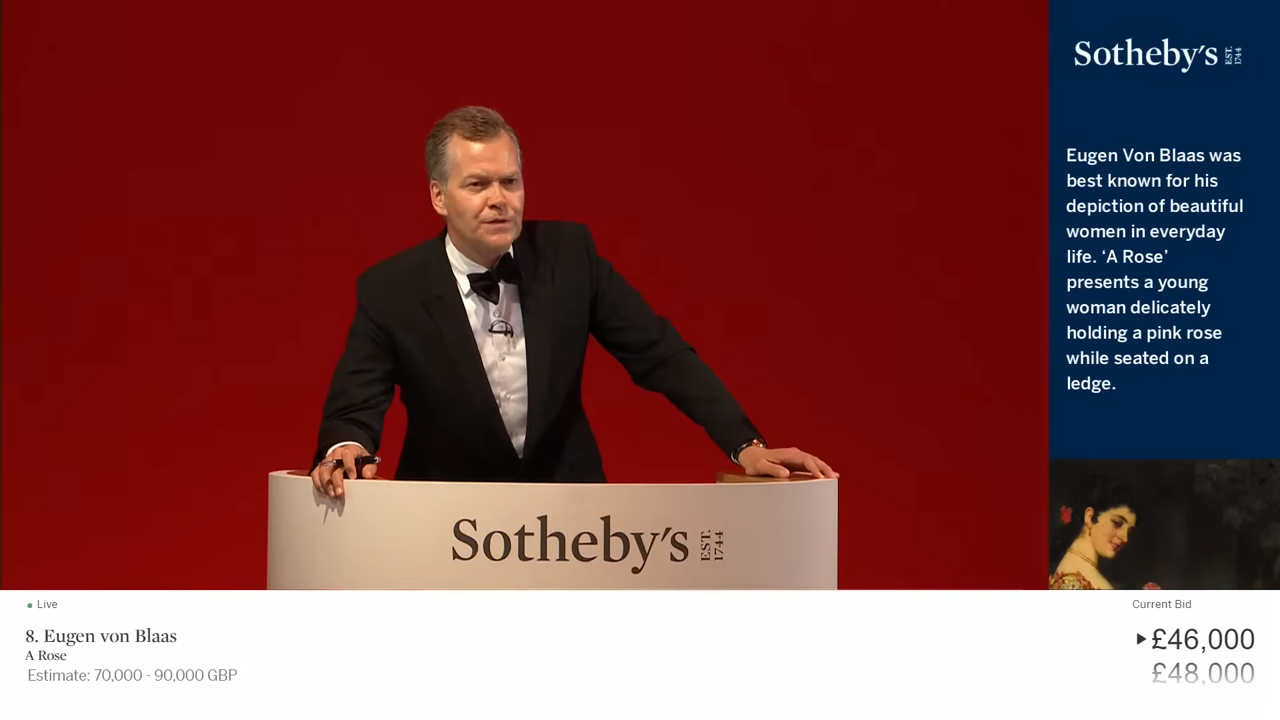 Sotheby's EST. 1744
Eugen Von Blaas was
best known for his
depiction of beautiful
women in everyday
life. ‘A Rose’
presents a young
woman delicately
holding a pink rose
while seated on a
ledge.
Sotheby's EST. 1744
Live
8. Eugen von Blaas
A Rose
Estimate: 70,000 - 90,000 GBP
Current Bid
£46,000
£48,000